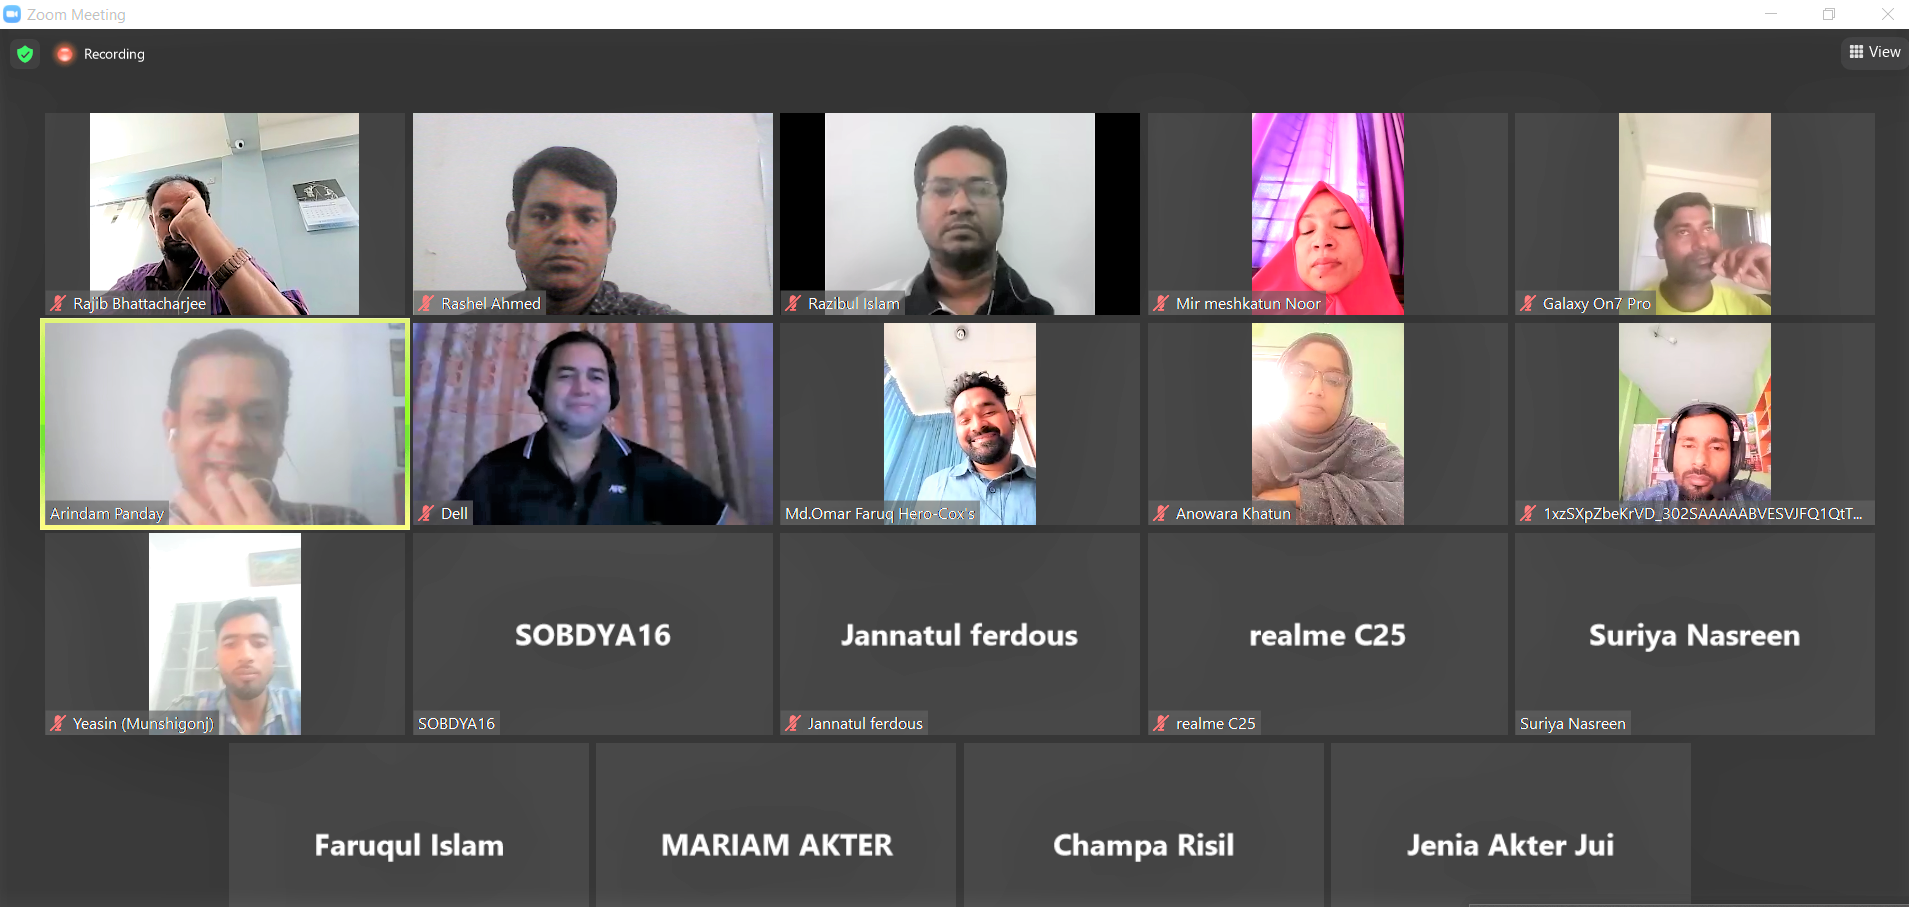 Zoom Meeting
Recording
View
Rajib Bhattacharjee
Rashel Ahmed
Razibul Islam
Mir meshkatun Noor
Galaxy On7 Pro
Arindam Panday
Dell
Md.Omar Faruq Hero-Cox's
Anowara Khatun
1xzSXpZbeKrVD_302SAAAAABVESVJFQ1QtT...
Yeasin (Munshigonj)
SOBDYA16
SOBDYA16
Jannatul ferdous
Jannatul ferdous
realme C25
realme C25
Suriya Nasreen
Suriya Nasreen
Faruqul Islam
MARIAM AKTER
Champa Risil
Jenia Akter Jui